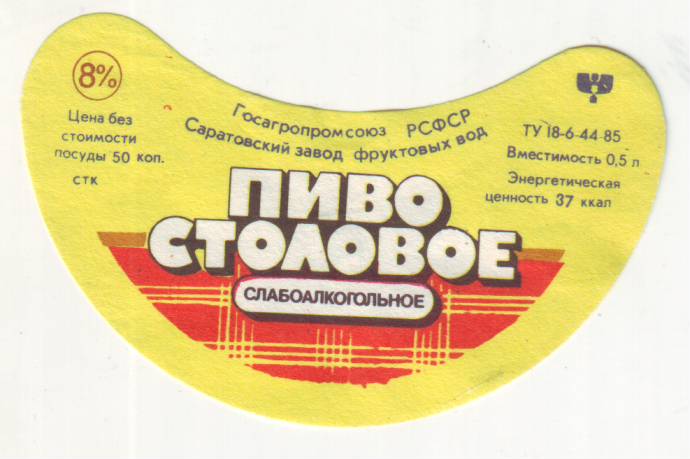 8%
Цена без
стоимости
посуды 50 коп.
стк
Госагропромсоюз РСФСР
Саратовский завод фруктовых вод
ПИВО
СТОЛОВОЕ
СЛАБОАЛКОГОЛЬНОЕ
ТУ 18-6-44-85
Вместимость 0,5 л
Энергетическая
ценность 37 ккал